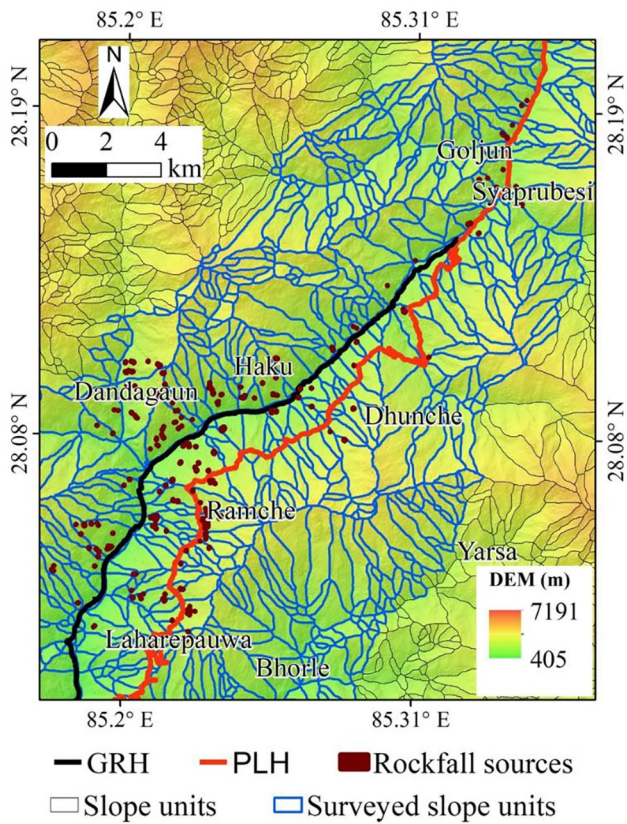 85.2° E 85.31° E
N
28.19° N 28.19° N
0 2 4
km
Goljun
Syaprubesi
Haku
Dandagaun
Dhunche
28.08° N 28.08° N
Ramche
Yarsa
DEM (m)
7191
405
Laharepauwa
Bhorle
85.2° E 85.31° E
GRH PLH Rockfall sources
Slope units Surveyed slope units